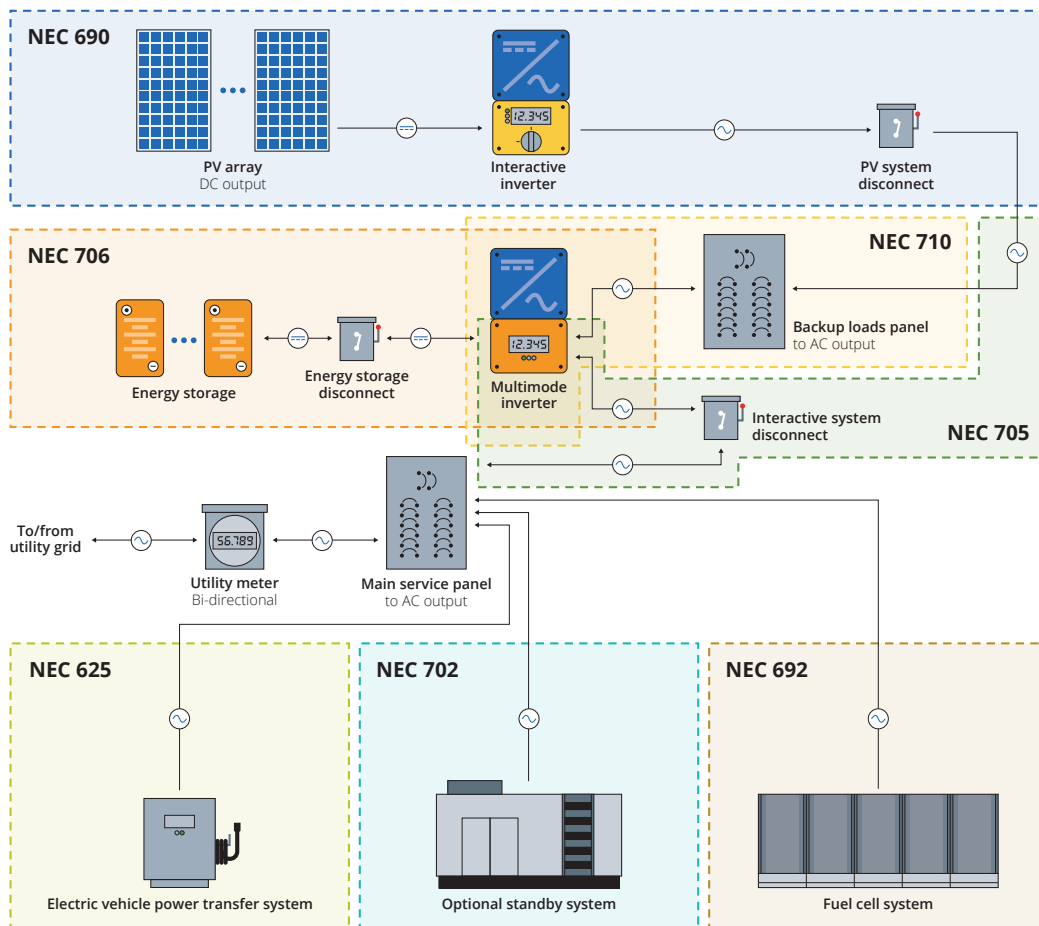 NEC 690
PV array
DC output
12.345
Interactive
inverter
PV system
disconnect
NEC 706
NEC 710
12.345
Energy storage
Energy storage
disconnect
Multimode
inverter
Backup loads panel
to AC output
Interactive system
disconnect
NEC 705
To/from
utility grid
56.789
Utility meter
Bi-directional
Main service panel
to AC output
NEC 625
NEC 702
NEC 692
Electric vehicle power transfer system
Optional standby system
Fuel cell system